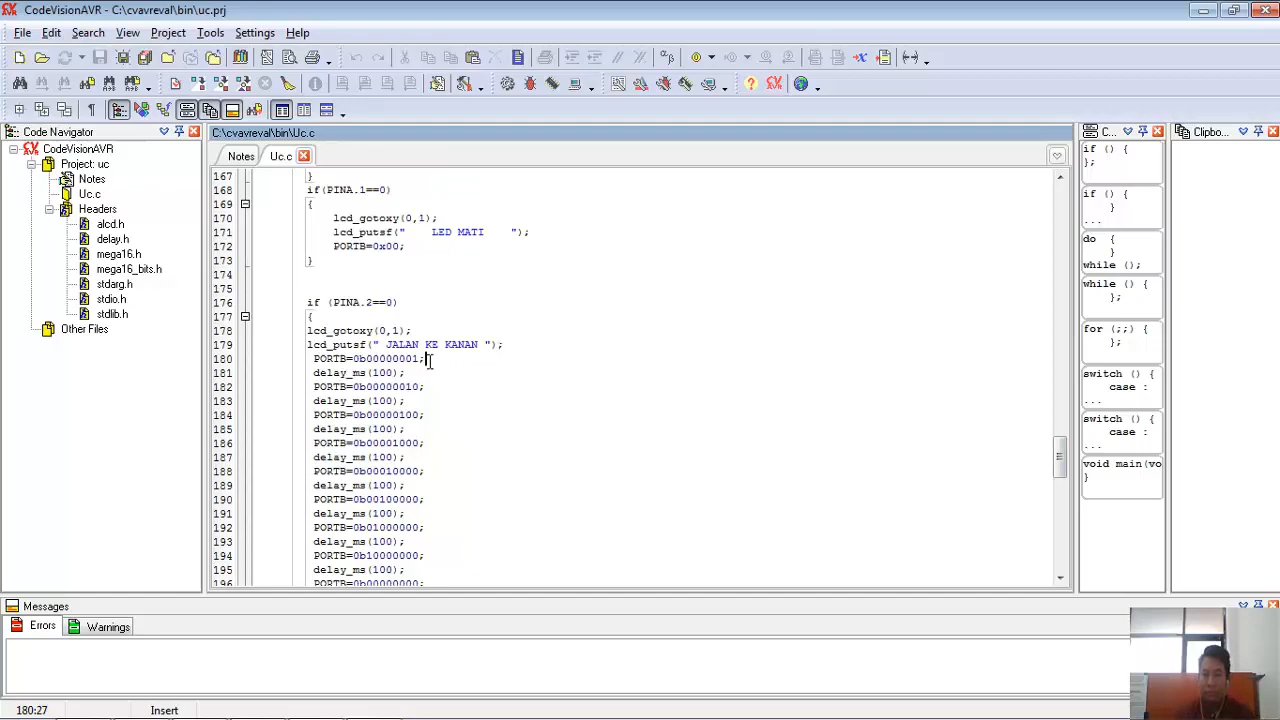 CodeVisionAVR - C:\cvavreval\bin\uc.prj
File Edit Search View Project Tools Settings Help
Code Navigator
CodeVisionAVR
Project: uc
Notes
Uc.c
Headers
alcd.h
delay.h
mega16.h
mega16_bits.h
stdarg.h
stdio.h
stdlib.h
Other Files
C:\cvavreval\bin\Uc.c
Notes Uc.c
167 }
168 if(PINA.1==0)
169 {
170 lcd_gotoxy(0,1);
171 lcd_putsf("    LED MATI    ");
172 PORTB=0x00;
173 }
174
175
176 if (PINA.2==0)
177 {
178 lcd_gotoxy(0,1);
179 lcd_putsf(" JALAN KE KANAN ");
180 PORTB=0b00000001;
181 delay_ms(100);
182 PORTB=0b00000010;
183 delay_ms(100);
184 PORTB=0b00000100;
185 delay_ms(100);
186 PORTB=0b00001000;
187 delay_ms(100);
188 PORTB=0b00010000;
189 delay_ms(100);
190 PORTB=0b00100000;
191 delay_ms(100);
192 PORTB=0b01000000;
193 delay_ms(100);
194 PORTB=0b10000000;
195 delay_ms(100);
196 PORTB=0b00000000;
C...
if () {
};
if () {
}
...
do {
}
while ();
while () {
};
for (;;) {
};
switch () {
case :
...
switch () {
case :
...
void main(vo
}
Clipbo...
Messages
Errors Warnings
180:27 Insert